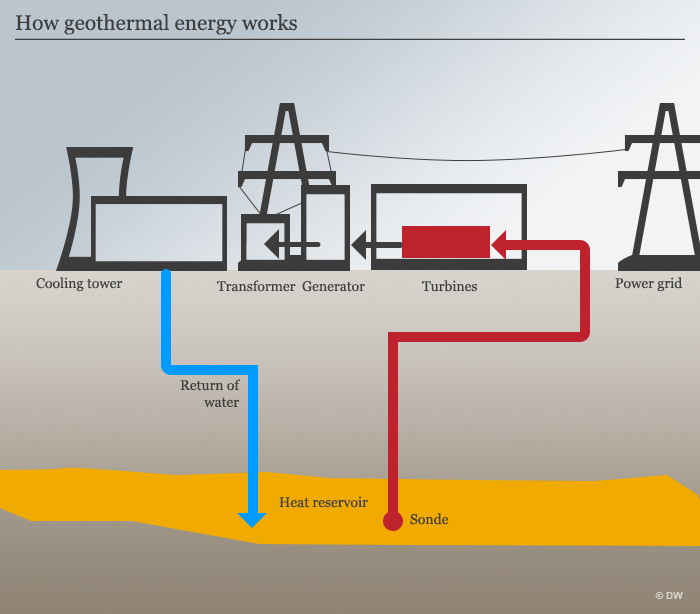 How geothermal energy works
Cooling tower
Transformer
Generator
Turbines
Power grid
Return of
water
Heat reservoir
Sonde
© DW